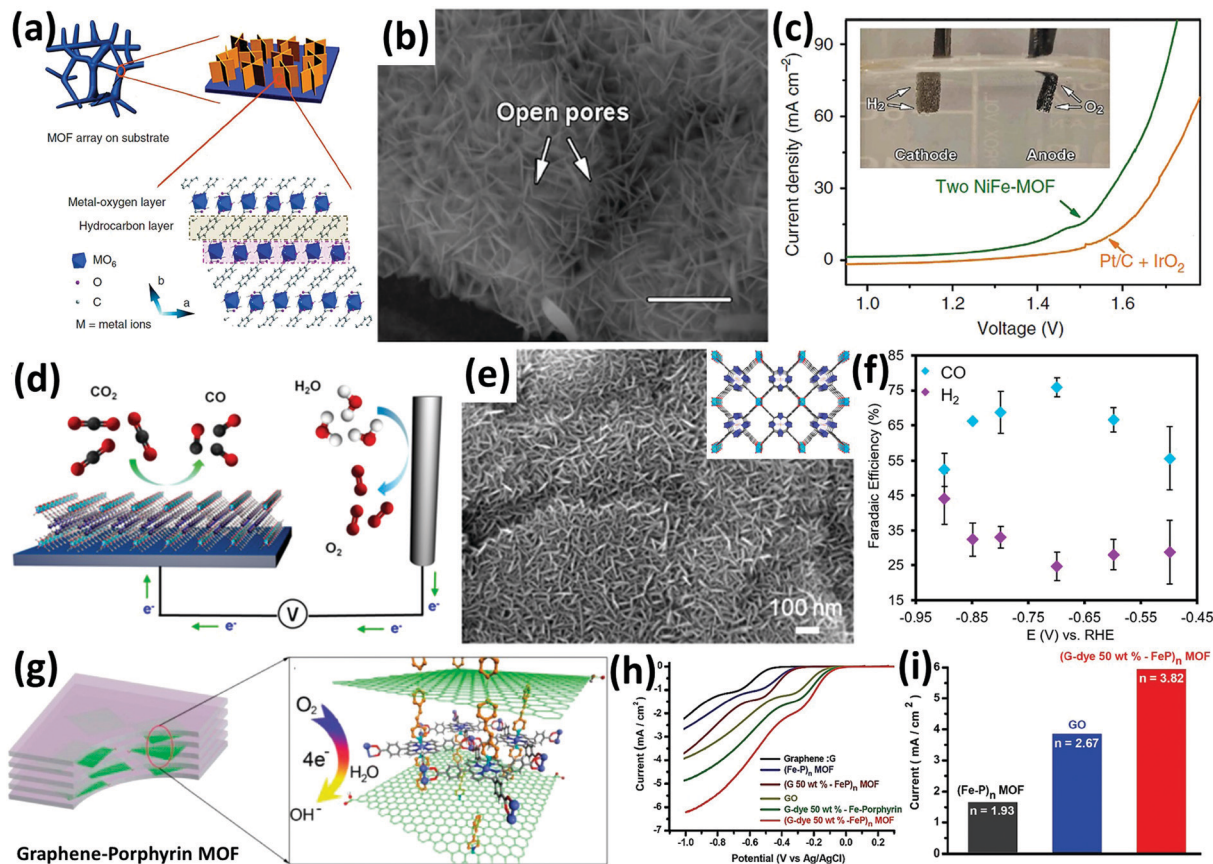 (a)
MOF array on substrate
Metal-oxygen layer
Hydrocarbon layer
MO6
O
C
M = metal ions
b
a
(b)
Open pores
(c)
Current density (mA cm−2)
90
60
30
0
H2
O2
Cathode
Anode
Two NiFe-MOF
Pt/C + IrO2
1.0
1.2
1.4
1.6
Voltage (V)
(d)
CO2
CO
H2O
O2
e-
e-
V
e-
e-
(e)
100 nm
(f)
CO
H2
Faradaic Efficiency (%)
85
75
65
55
45
35
25
15
-0.95
-0.85
-0.75
-0.65
-0.55
-0.45
E (V) vs. RHE
(g)
Graphene-Porphyrin MOF
O2
4e-
H2O
OH-
(h)
Current (mA / cm2)
0
-1
-2
-3
-4
-5
-6
-7
Graphene :G
(Fe-P)n MOF
(G 50 wt % - FeP)n MOF
GO
G-dye 50 wt % - Fe-Porphyrin
(G-dye 50 wt % -FeP)n MOF
-1.0
-0.8
-0.6
-0.4
-0.2
0.0
0.2
Potential (V vs Ag/AgCl)
(i)
Current ( mA / cm2)
6
5
4
3
2
1
0
(G-dye 50 wt % - FeP)n MOF
n = 3.82
GO
n = 2.67
(Fe-P)n MOF
n = 1.93